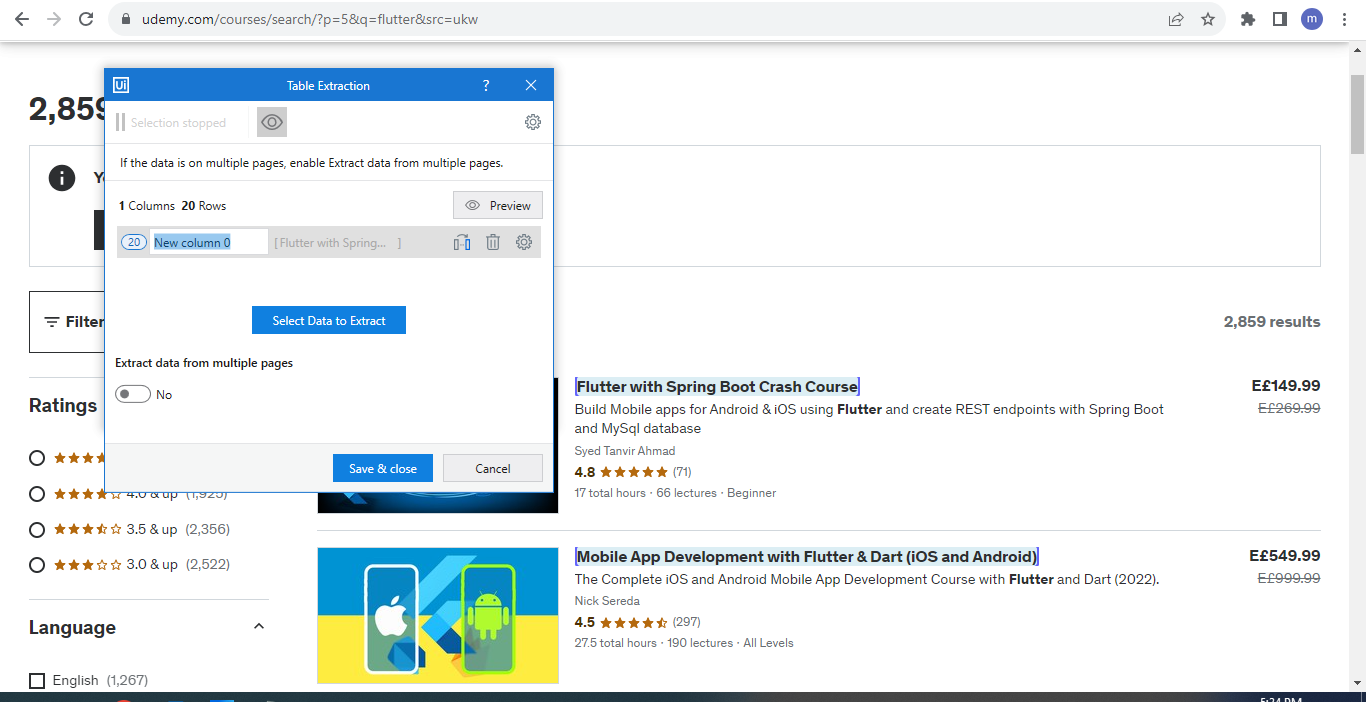 udemy.com/courses/search/?p=5&q=flutter&src=ukw
m
Ui Table Extraction ?
2,859
Selection stopped
If the data is on multiple pages, enable Extract data from multiple pages.
1 Columns 20 Rows
Preview
20 New column 0 [ Flutter with Spring... ]
Select Data to Extract
Extract data from multiple pages
No
Save & close Cancel
Filter
2,859 results
Ratings
4.0 & up (1,925)
3.5 & up (2,356)
3.0 & up (2,522)
Language
English (1,267)
Flutter with Spring Boot Crash Course
E£149.99
Build Mobile apps for Android & iOS using Flutter and create REST endpoints with Spring Boot
E£269.99
and MySql database
Syed Tanvir Ahmad
4.8 (71)
17 total hours · 66 lectures · Beginner
Mobile App Development with Flutter & Dart (iOS and Android)
E£549.99
The Complete iOS and Android Mobile App Development Course with Flutter and Dart (2022).
E£999.99
Nick Sereda
4.5 (297)
27.5 total hours · 190 lectures · All Levels